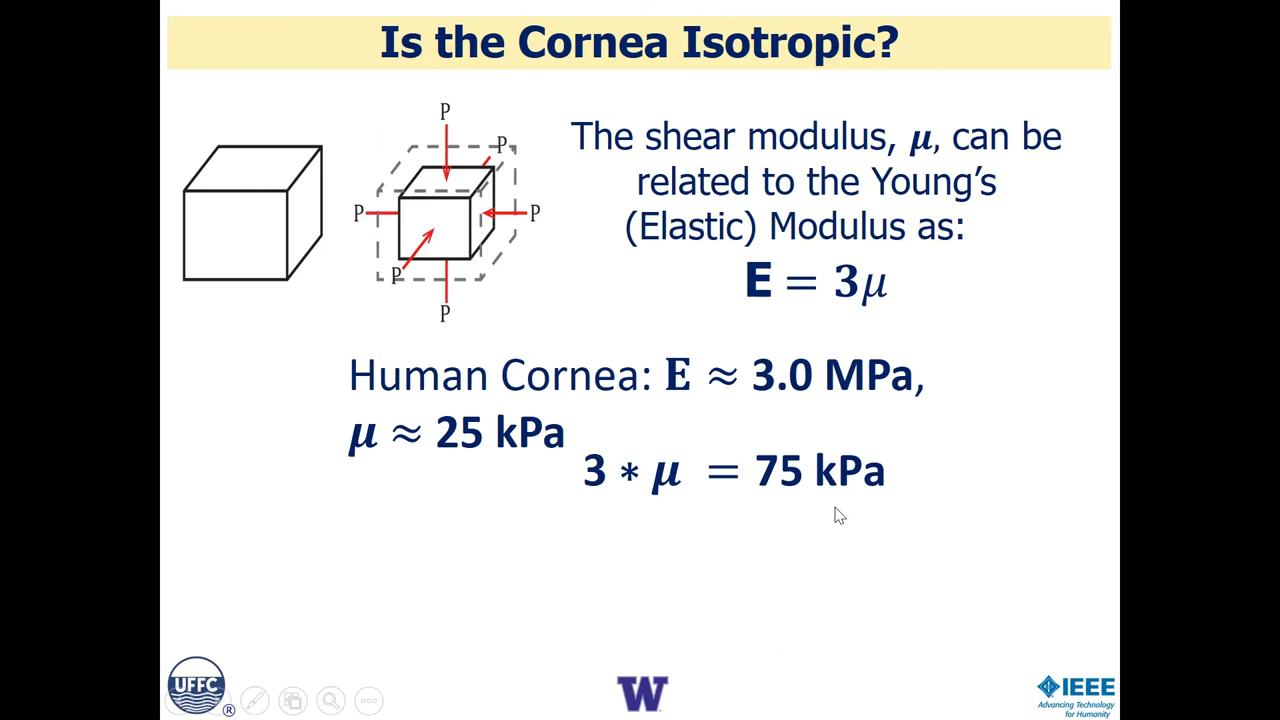 Is the Cornea Isotropic?
P
P
P
P
P
P
The shear modulus, μ, can be
related to the Young’s
(Elastic) Modulus as:
E = 3μ
Human Cornea: E ≈ 3.0 MPa,
μ ≈ 25 kPa
3 ∗ μ = 75 kPa
UFFC
®
W
IEEE
Advancing Technology
for Humanity